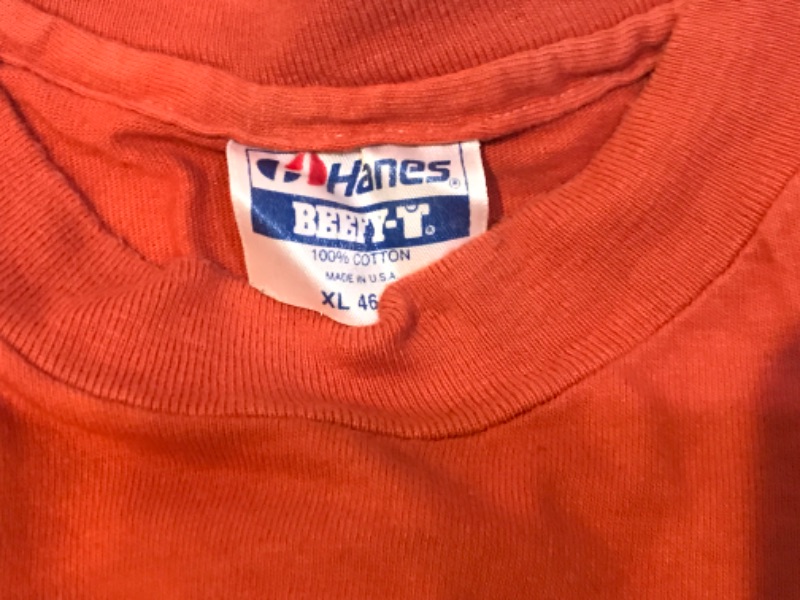 Hanes®
BEEFY-T®
100% COTTON
MADE IN U.S.A
XL 46